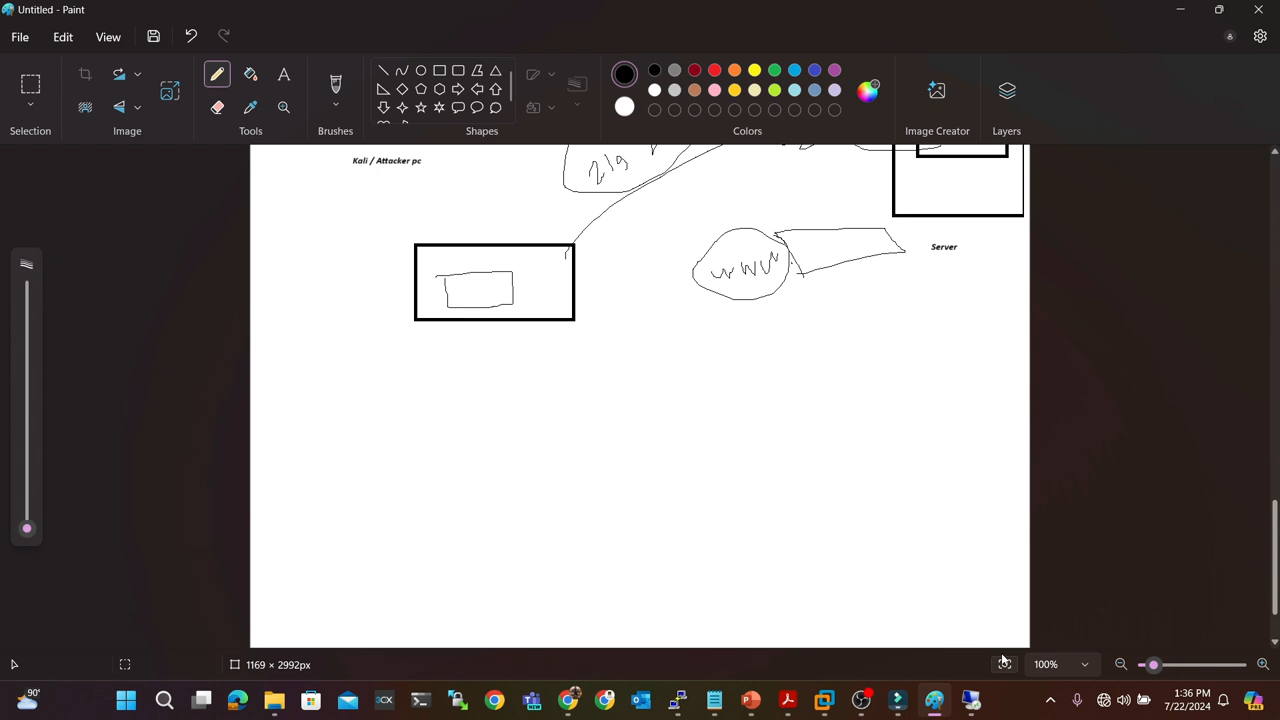 Untitled - Paint
File Edit View
Selection Image Tools Brushes Shapes Colors Image Creator Layers
Kali / Attacker pc
Server
www
1169 × 2992px
100%
90°
1:36 PM
7/22/2024